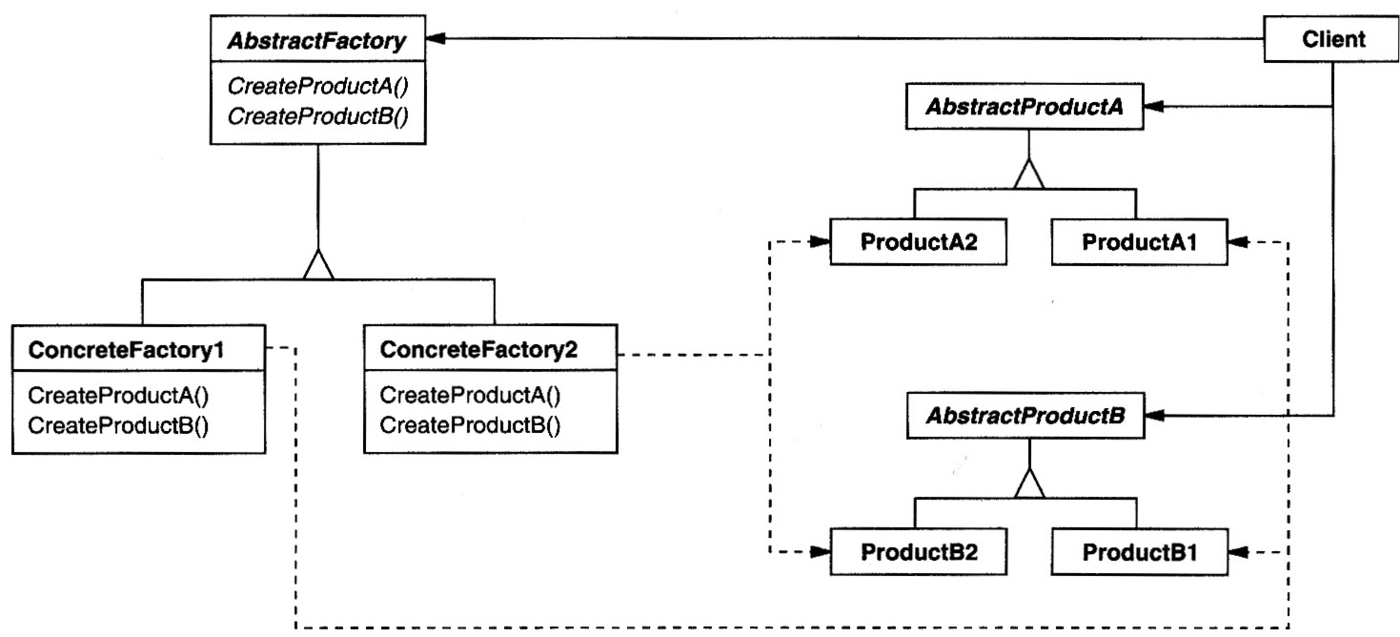 AbstractFactory
CreateProductA()
CreateProductB()
Client
AbstractProductA
ProductA2
ProductA1
ConcreteFactory1
CreateProductA()
CreateProductB()
ConcreteFactory2
CreateProductA()
CreateProductB()
AbstractProductB
ProductB2
ProductB1